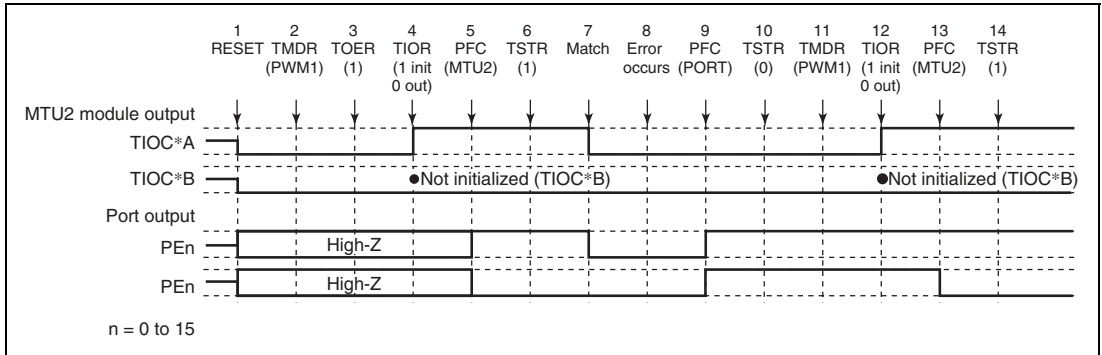 1 2 3 4 5 6 7 8 9 10 11 12 13 14
RESET TMDR TOER TIOR PFC TSTR Match Error PFC TSTR TMDR TIOR PFC TSTR
(PWM1) (1) (1 init (MTU2) (1) occurs (PORT) (0) (PWM1) (1 init (MTU2) (1)
0 out) 0 out)
MTU2 module output
TIOC*A
TIOC*B ●Not initialized (TIOC*B) ●Not initialized (TIOC*B)
Port output
PEn High-Z
PEn High-Z
n = 0 to 15